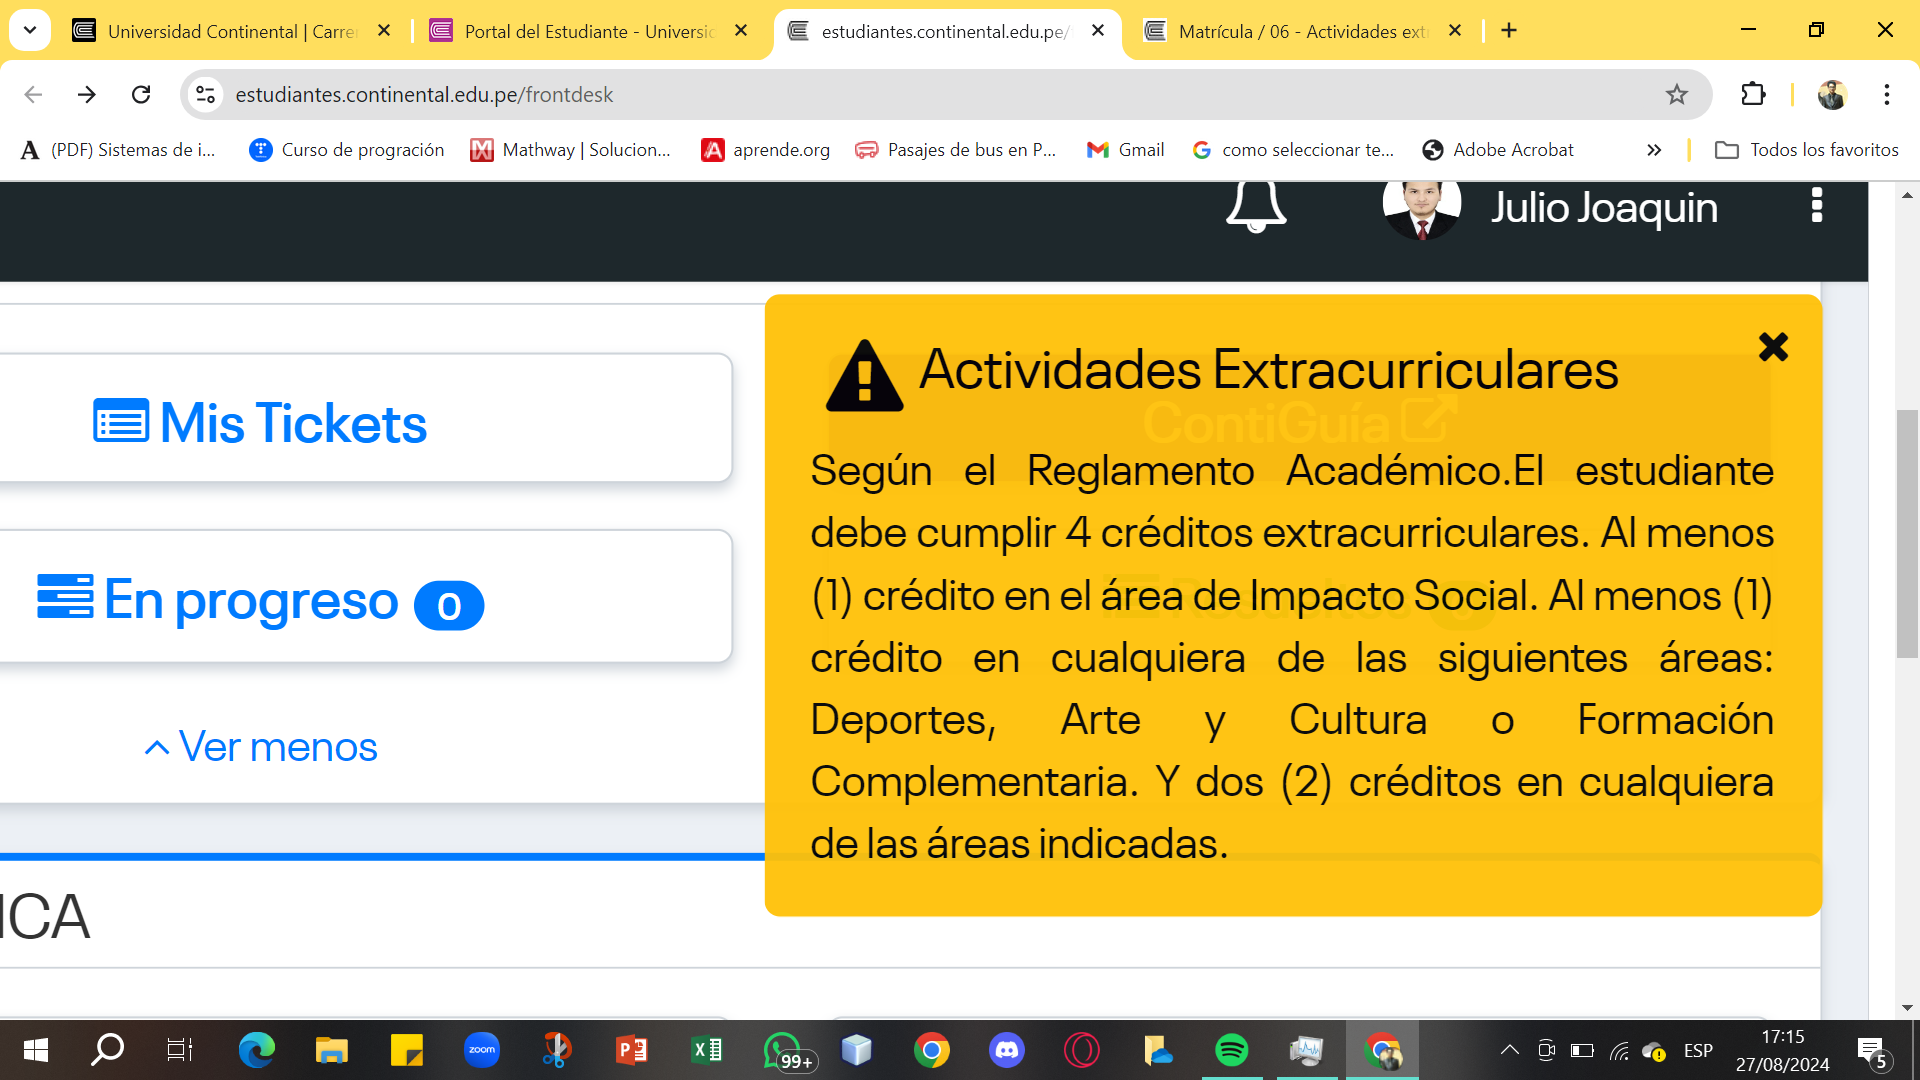 Universidad Continental | Carre
Portal del Estudiante - Universid
estudiantes.continental.edu.pe/
Matrícula / 06 - Actividades ext
estudiantes.continental.edu.pe/frontdesk
(PDF) Sistemas de i...
Curso de progración
Mathway | Solucion...
aprende.org
Pasajes de bus en P...
Gmail
como seleccionar te...
Adobe Acrobat
Todos los favoritos
Julio Joaquin
Mis Tickets
En progreso 0
Ver menos
ICA
Actividades Extracurriculares
ContiGuía
Según el Reglamento Académico.El estudiante
debe cumplir 4 créditos extracurriculares. Al menos
(1) crédito en el área de Impacto Social. Al menos (1)
crédito en cualquiera de las siguientes áreas:
Deportes, Arte y Cultura o Formación
Complementaria. Y dos (2) créditos en cualquiera
de las áreas indicadas.
zoom
99+
ESP
17:15
27/08/2024
5